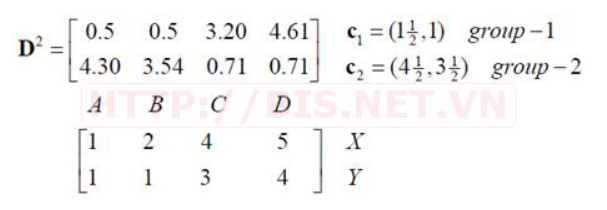 D² = [0.5 0.5 3.20 4.61] c₁ = (1½,1) group−1
[4.30 3.54 0.71 0.71] c₂ = (4½,3½) group−2
HTTP://BIS.NET.VN
A B C D
[1 2 4 5] X
[1 1 3 4] Y